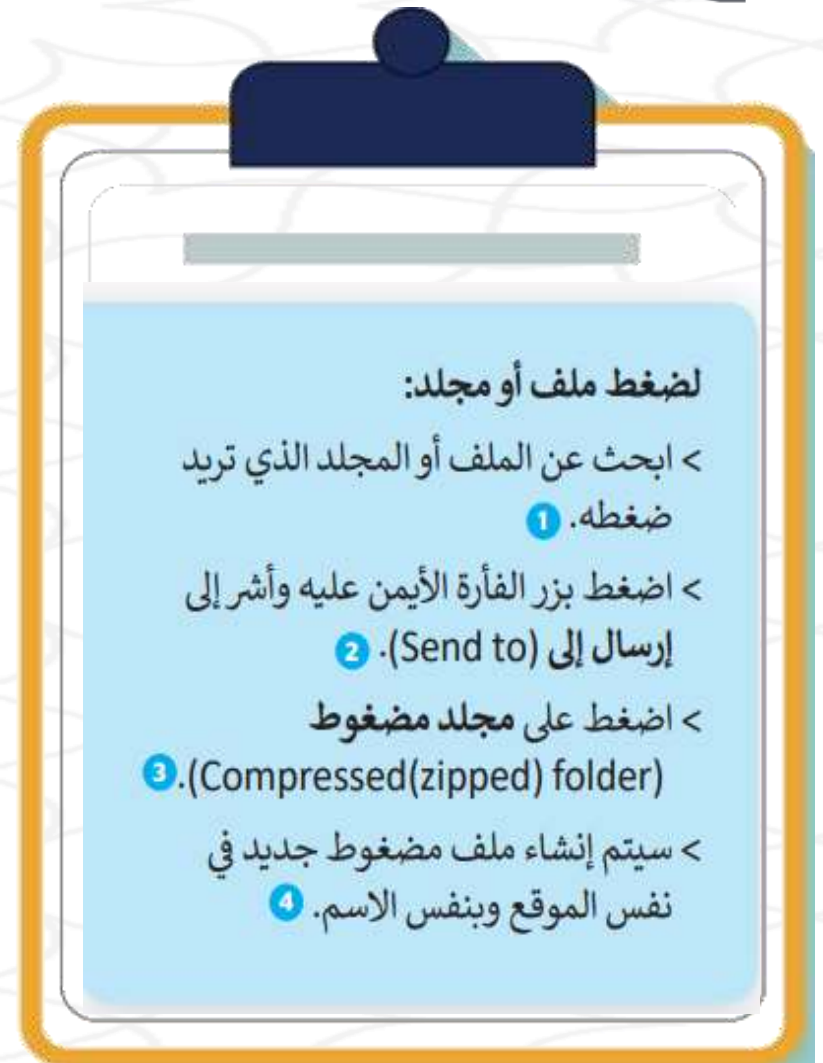 لضغط ملف أو مجلد:
> ابحث عن الملف أو المجلد الذي تريد
ضغطه. 1
> اضغط بزر الفأرة الأيمن عليه وأشر إلى
إرسال إلى (Send to). 2
> اضغط على مجلد مضغوط
(Compressed(zipped) folder). 3
> سيتم إنشاء ملف مضغوط جديد في
نفس الموقع وبنفس الاسم. 4